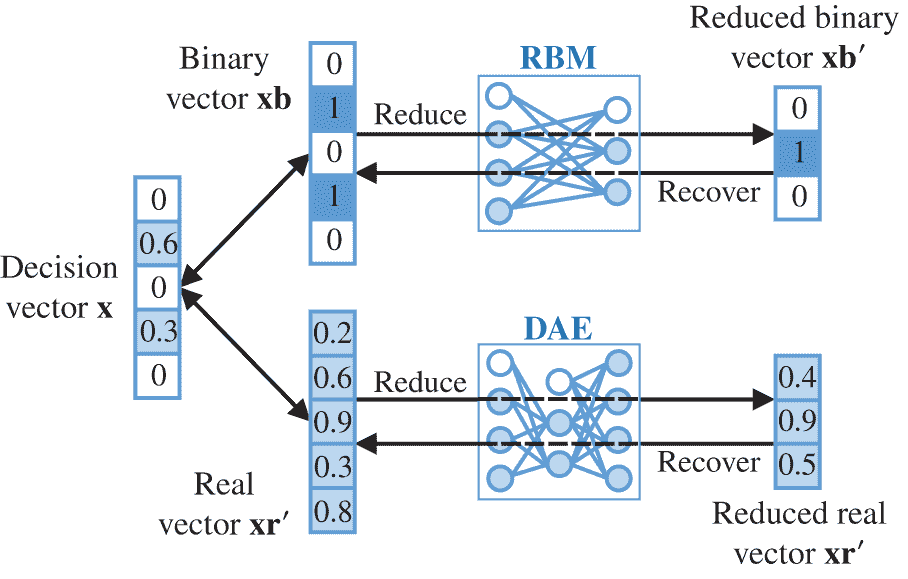 Binary
vector xb
0
1
0
1
0
Reduce
RBM
Recover
Reduced binary
vector xb′
0
1
0
Decision
vector x
0
0.6
0
0.3
0
Real
vector xr′
0.2
0.6
0.9
0.3
0.8
Reduce
DAE
Recover
0.4
0.9
0.5
Reduced real
vector xr′